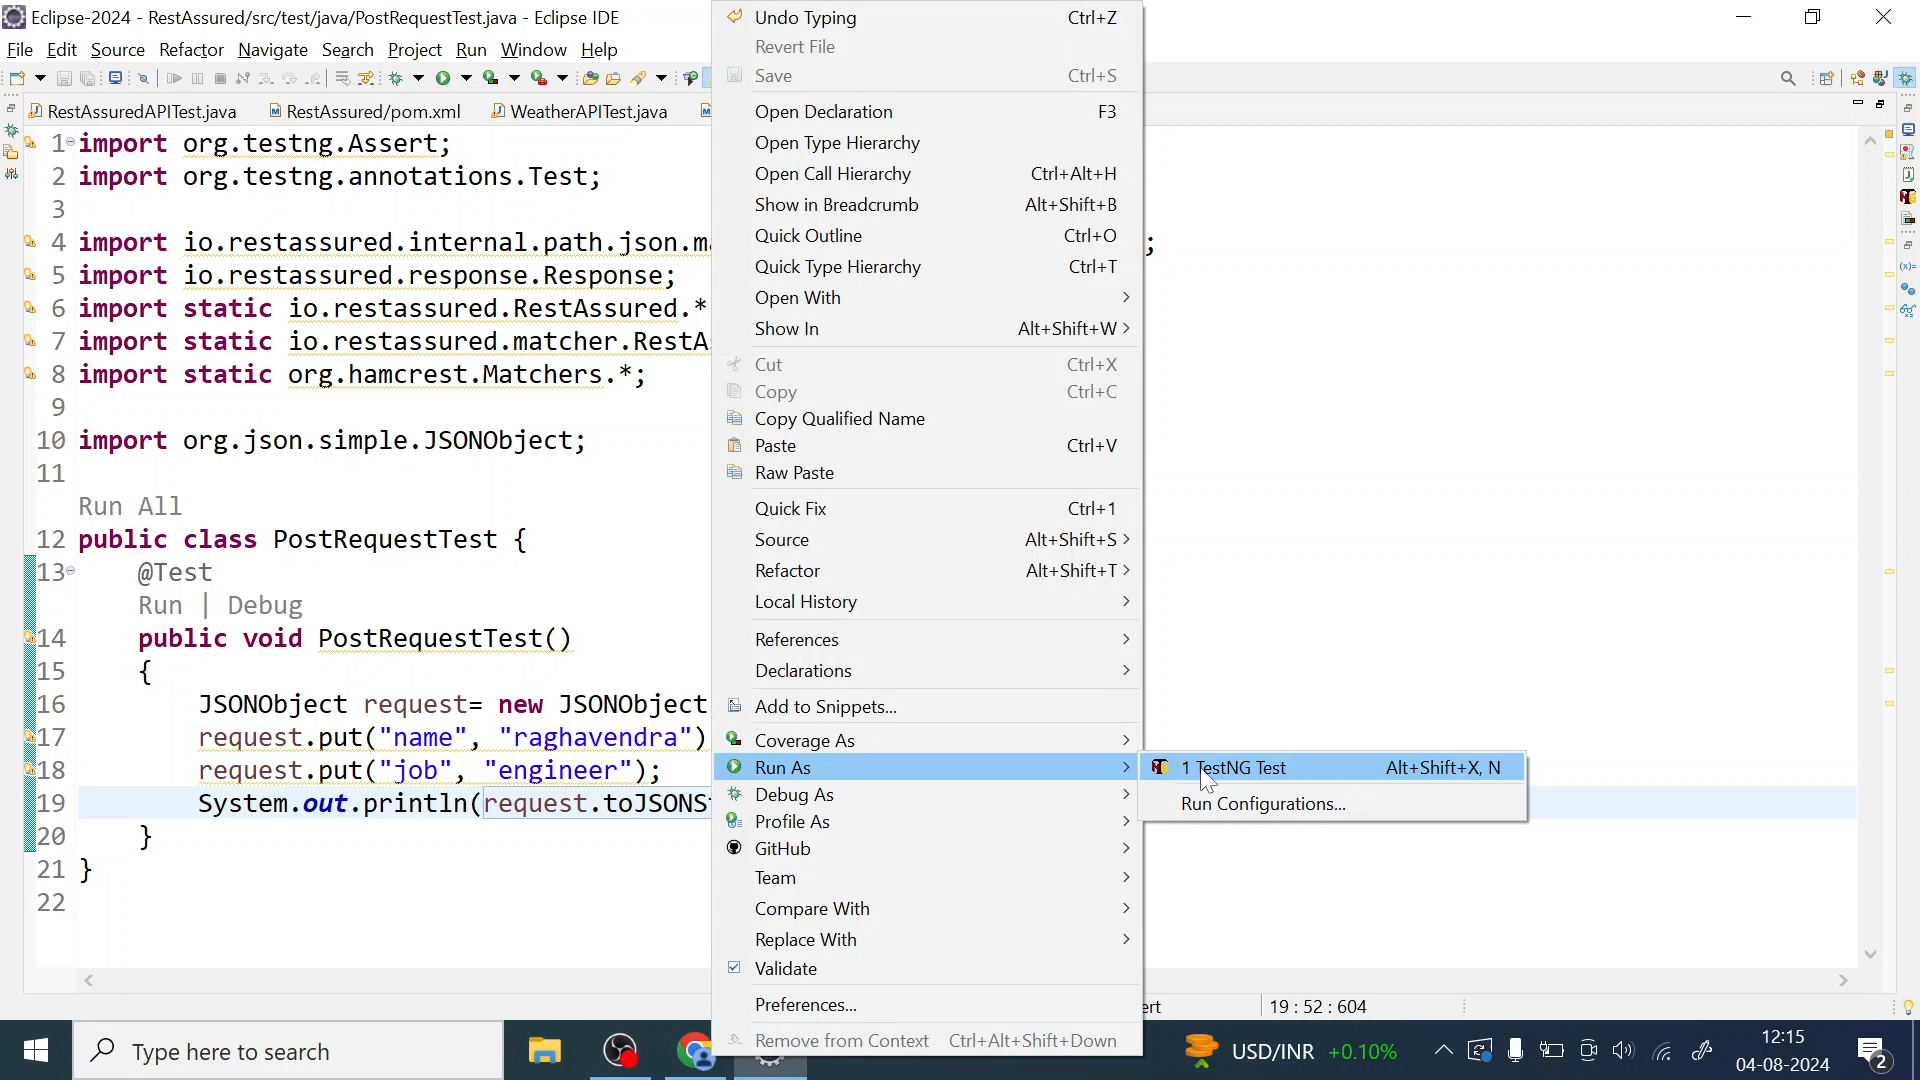 Eclipse-2024 - RestAssured/src/test/java/PostRequestTest.java - Eclipse IDE
File Edit Source Refactor Navigate Search Project Run Window Help
RestAssuredAPITest.java RestAssured/pom.xml WeatherAPITest.java
1 import org.testng.Assert;
2 import org.testng.annotations.Test;
3
4 import io.restassured.internal.path.json.ma ;
5 import io.restassured.response.Response;
6 import static io.restassured.RestAssured.*
7 import static io.restassured.matcher.RestA
8 import static org.hamcrest.Matchers.*;
9
10 import org.json.simple.JSONObject;
11
Run All
12 public class PostRequestTest {
13 @Test
Run | Debug
14 public void PostRequestTest()
15 {
16 JSONObject request= new JSONObject
17 request.put("name", "raghavendra")
18 request.put("job", "engineer");
19 System.out.println(request.toJSONS
20 }
21 }
22
Undo Typing Ctrl+Z
Revert File
Save Ctrl+S
Open Declaration F3
Open Type Hierarchy
Open Call Hierarchy Ctrl+Alt+H
Show in Breadcrumb Alt+Shift+B
Quick Outline Ctrl+O
Quick Type Hierarchy Ctrl+T
Open With
Show In Alt+Shift+W
Cut Ctrl+X
Copy Ctrl+C
Copy Qualified Name
Paste Ctrl+V
Raw Paste
Quick Fix Ctrl+1
Source Alt+Shift+S
Refactor Alt+Shift+T
Local History
References
Declarations
Add to Snippets...
Coverage As
Run As
Debug As
Profile As
GitHub
Team
Compare With
Replace With
Validate
Preferences...
Remove from Context Ctrl+Alt+Shift+Down
1 TestNG Test Alt+Shift+X, N
Run Configurations...
ert 19 : 52 : 604
Type here to search
USD/INR +0.10%
12:15
04-08-2024
2